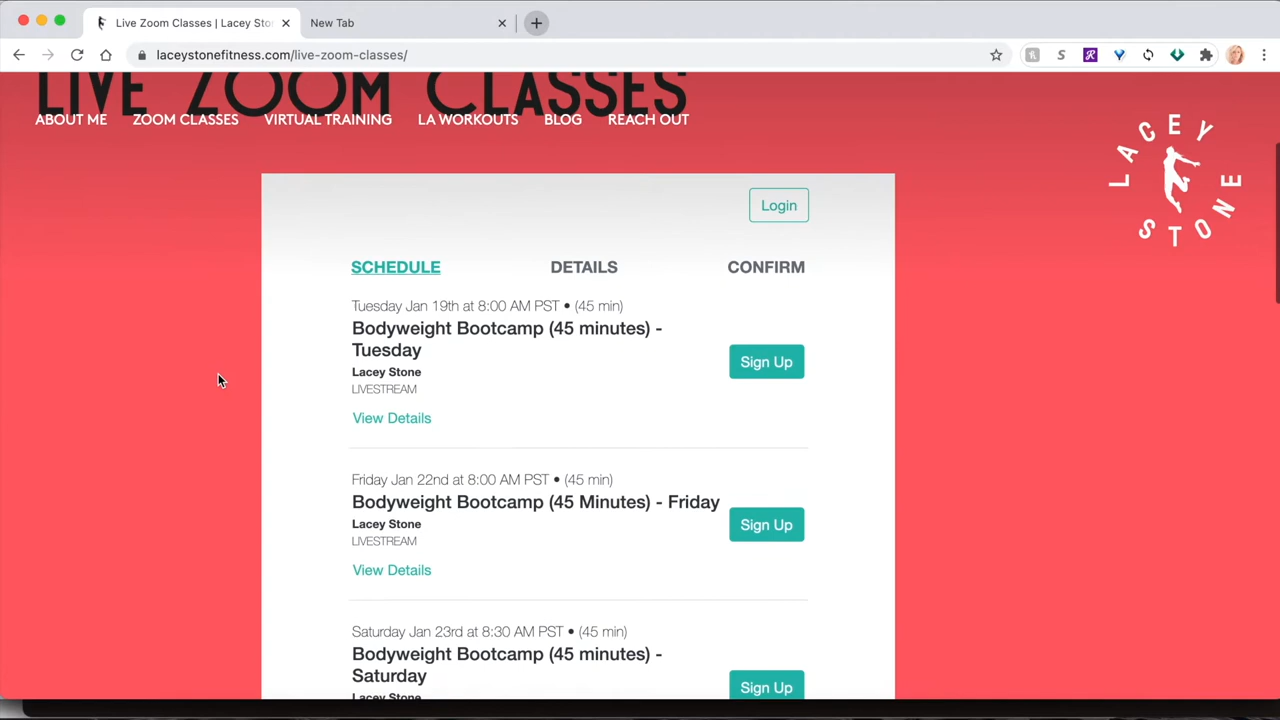 Live Zoom Classes | Lacey Sto
New Tab
laceystonefitness.com/live-zoom-classes/
LIVE ZOOM CLASSES
ABOUT ME ZOOM CLASSES VIRTUAL TRAINING LA WORKOUTS BLOG REACH OUT
LACEY
STONE
Login
SCHEDULE DETAILS CONFIRM
Tuesday Jan 19th at 8:00 AM PST • (45 min)
Bodyweight Bootcamp (45 minutes) -
Tuesday
Sign Up
Lacey Stone
LIVESTREAM
View Details
Friday Jan 22nd at 8:00 AM PST • (45 min)
Bodyweight Bootcamp (45 Minutes) - Friday
Sign Up
Lacey Stone
LIVESTREAM
View Details
Saturday Jan 23rd at 8:30 AM PST • (45 min)
Bodyweight Bootcamp (45 minutes) -
Saturday
Sign Up
Lacey Stone